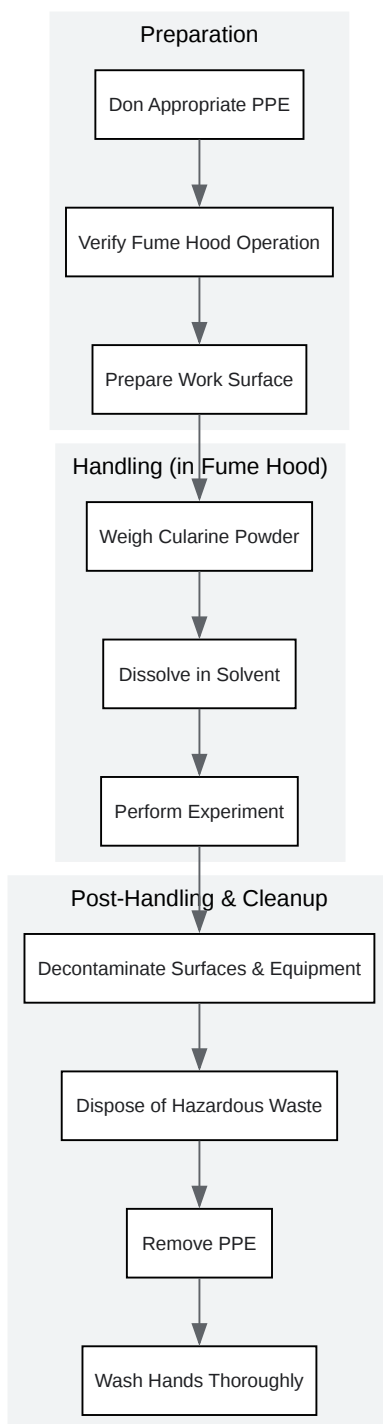 Preparation
Don Appropriate PPE
Verify Fume Hood Operation
Prepare Work Surface
Handling (in Fume Hood)
Weigh Cularine Powder
Dissolve in Solvent
Perform Experiment
Post-Handling & Cleanup
Decontaminate Surfaces & Equipment
Dispose of Hazardous Waste
Remove PPE
Wash Hands Thoroughly